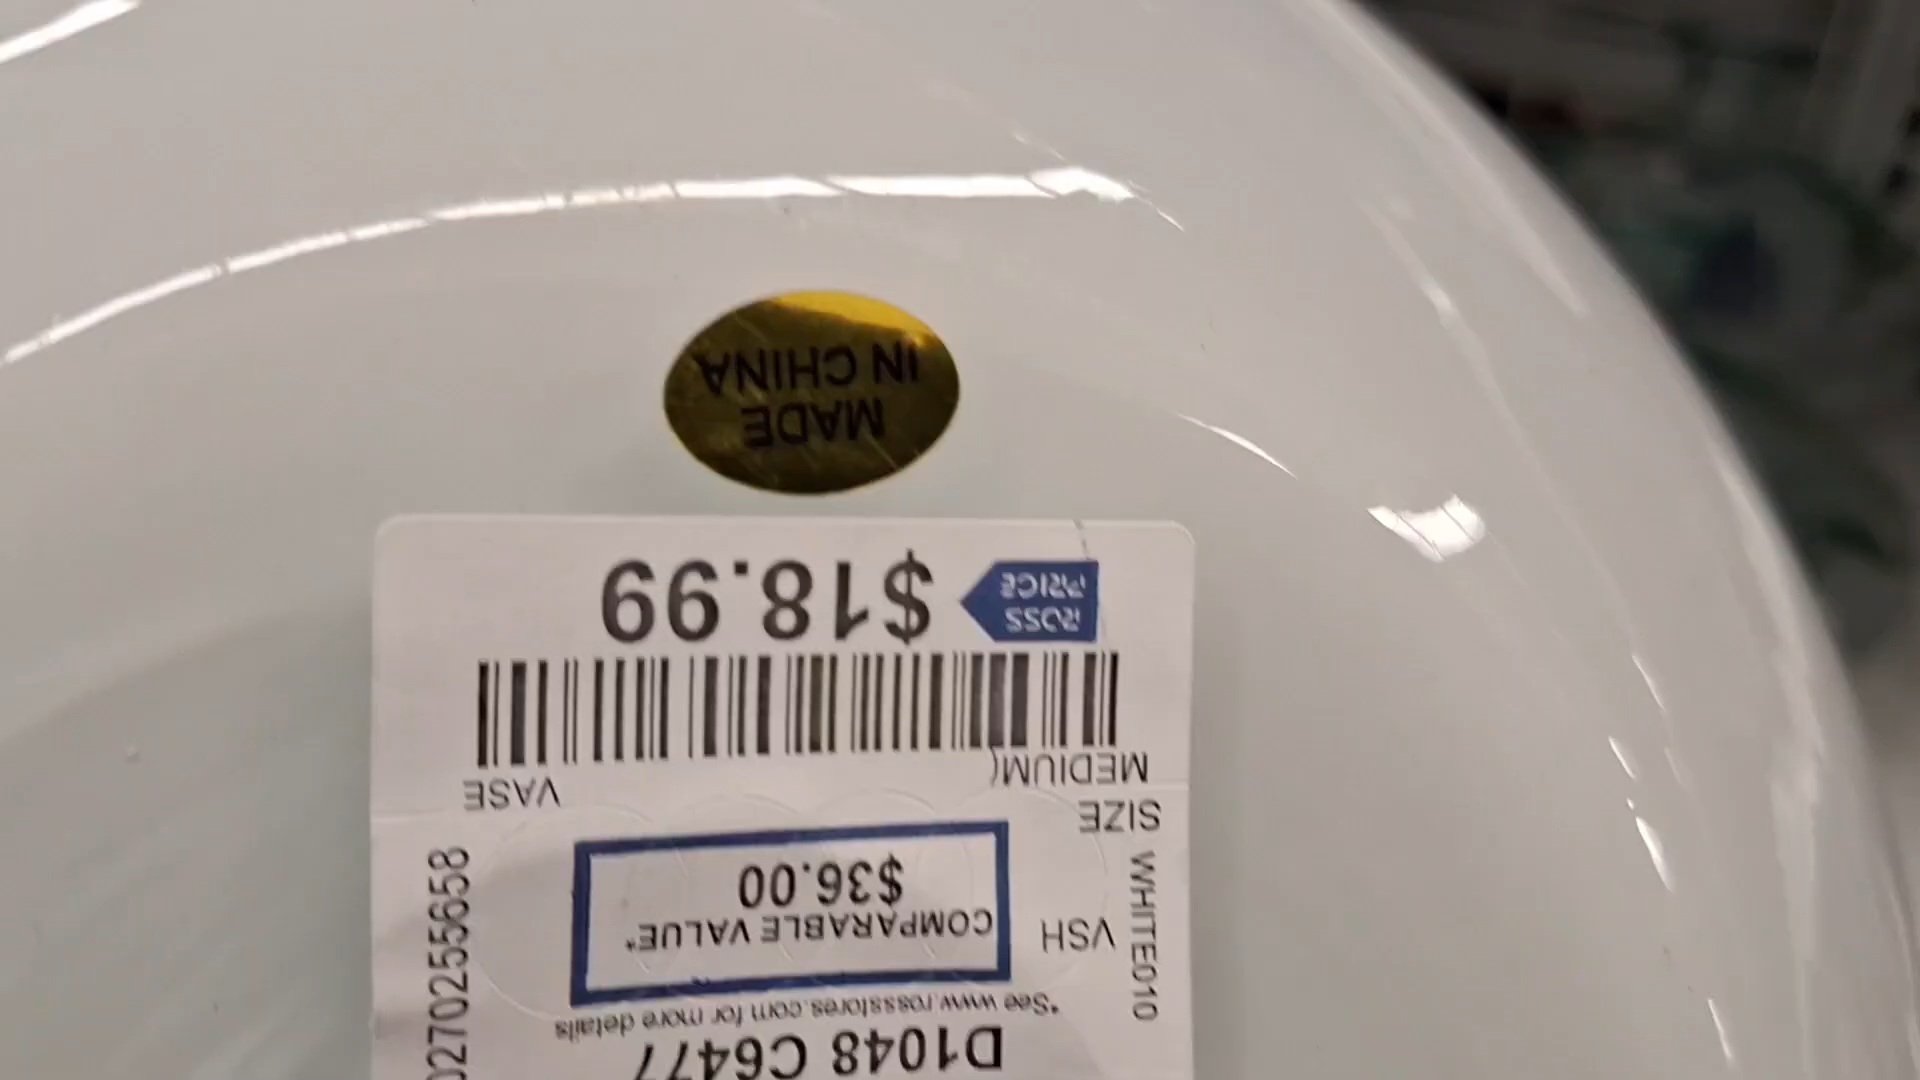 D1048 C6477
*See www.rossstores.com for more details
COMPARABLE VALUE*
$36.00
VSH
WHITE010
SIZE
MEDIUM(
VASE
ROSS
PRICE
$18.99
MADE
IN CHINA